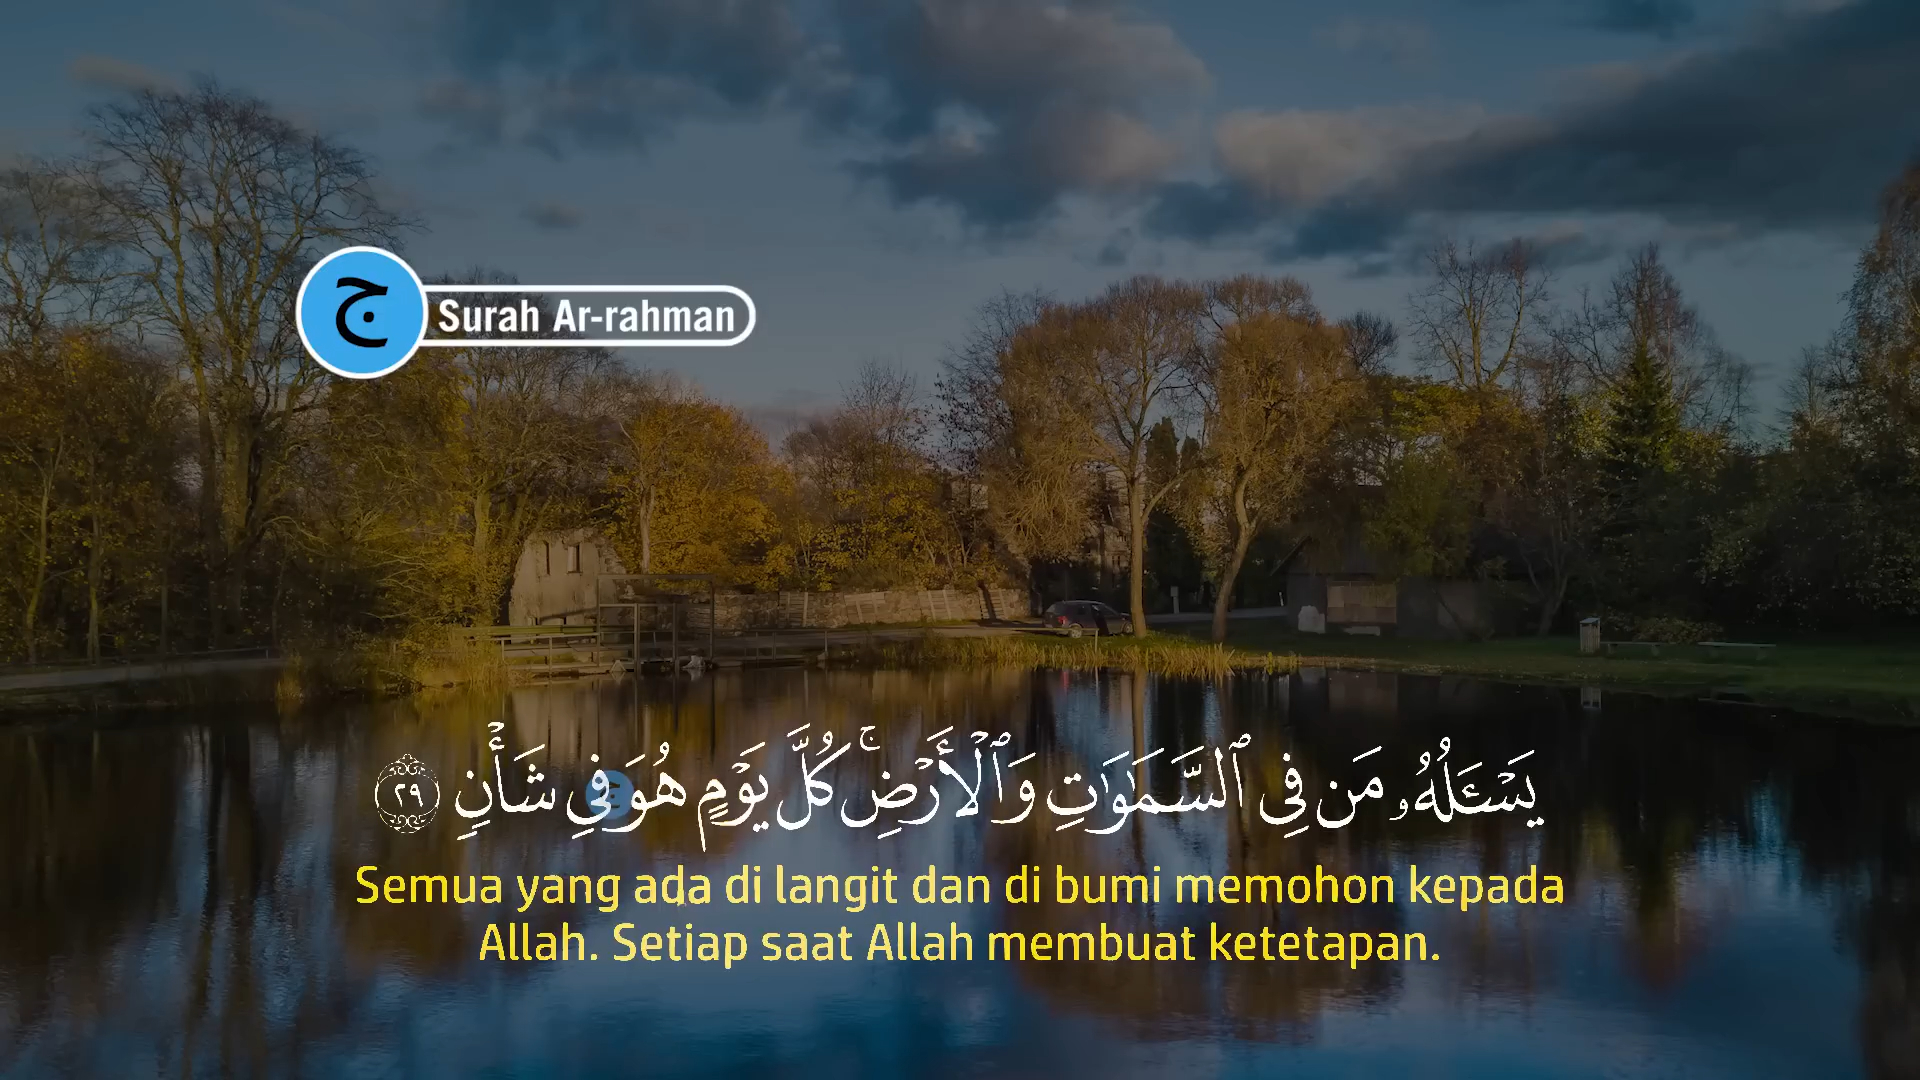 ج
Surah Ar-rahman
يَسْـَٔلُهُۥ مَن فِى ٱلسَّمَـٰوَٰتِ وَٱلْأَرْضِ ۚ كُلَّ يَوْمٍ هُوَ فِى شَأْنٍ ٢٩
Semua yang ada di langit dan di bumi memohon kepada
Allah. Setiap saat Allah membuat ketetapan.